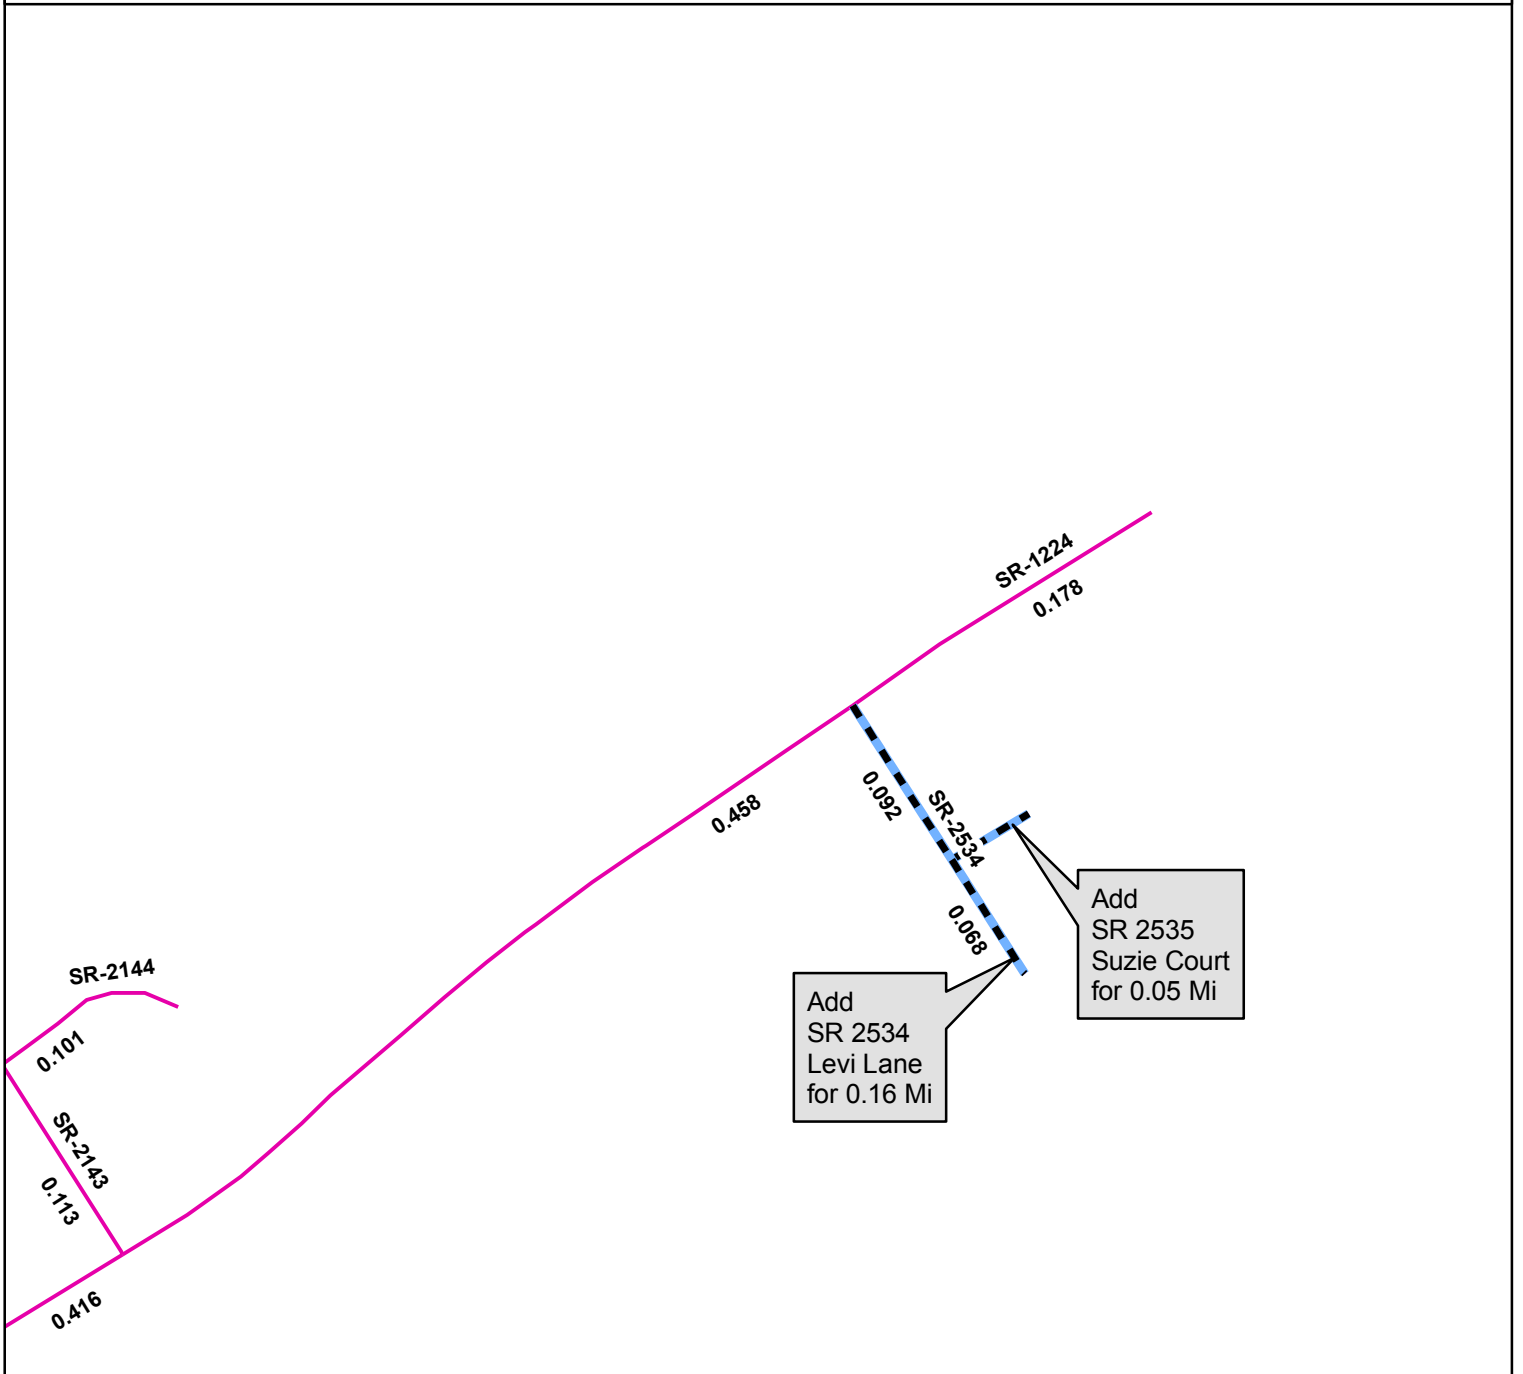 SR-1224
0.178
0.092
SR-2534
0.458
0.068
Add
SR 2535
Suzie Court
for 0.05 Mi
Add
SR 2534
Levi Lane
for 0.16 Mi
SR-2144
0.101
SR-2143
0.113
0.416